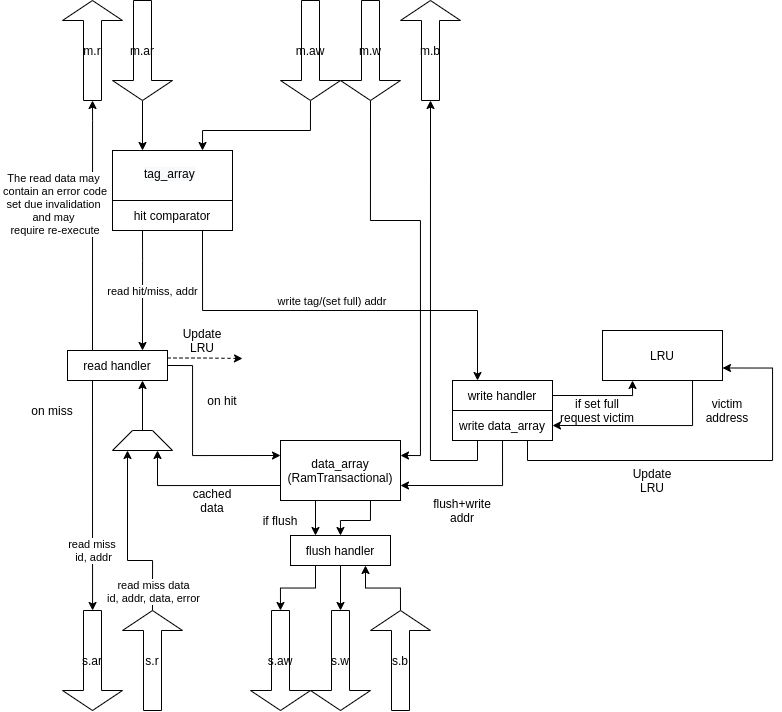 m.r
m.ar
m.aw
m.w
m.b
The read data may
contain an error code
set due invalidation
and may
require re-execute
tag_array
hit comparator
read hit/miss, addr
write tag/(set full) addr
Update
LRU
read handler
LRU
on miss
on hit
write handler
write data_array
if set full
request victim
victim
address
data_array
(RamTransactional)
cached
data
flush+write
addr
Update
LRU
if flush
flush handler
read miss
id, addr
read miss data
id, addr, data, error
s.ar
s.r
s.aw
s.w
s.b